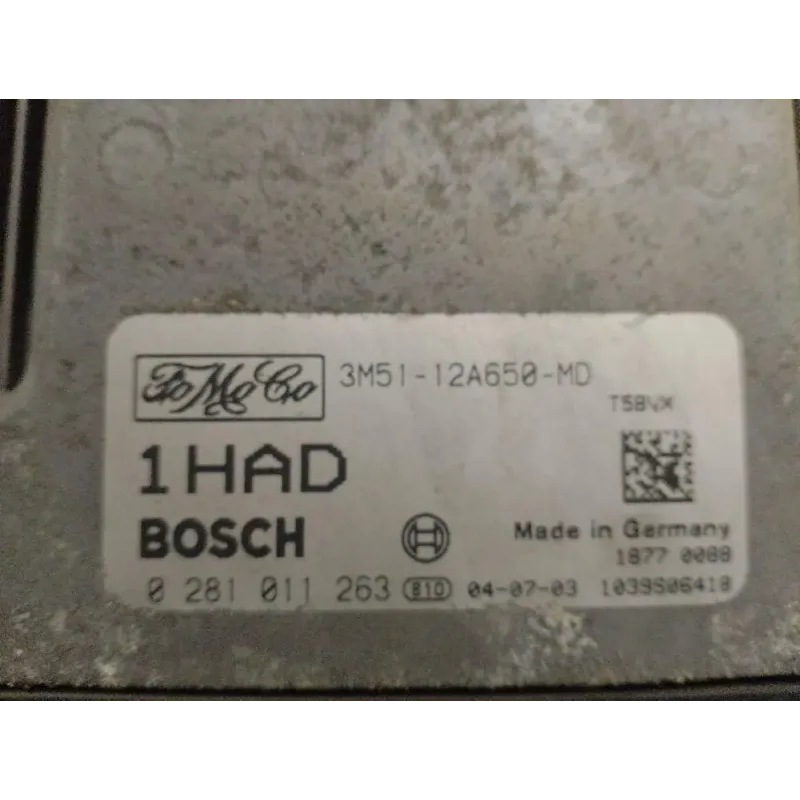 FoMoCo 3M51-12A650-MD
T58VX
1HAD
BOSCH
Made in Germany
1877 0088
0 281 011 263 810 04-07-03 1039S06418